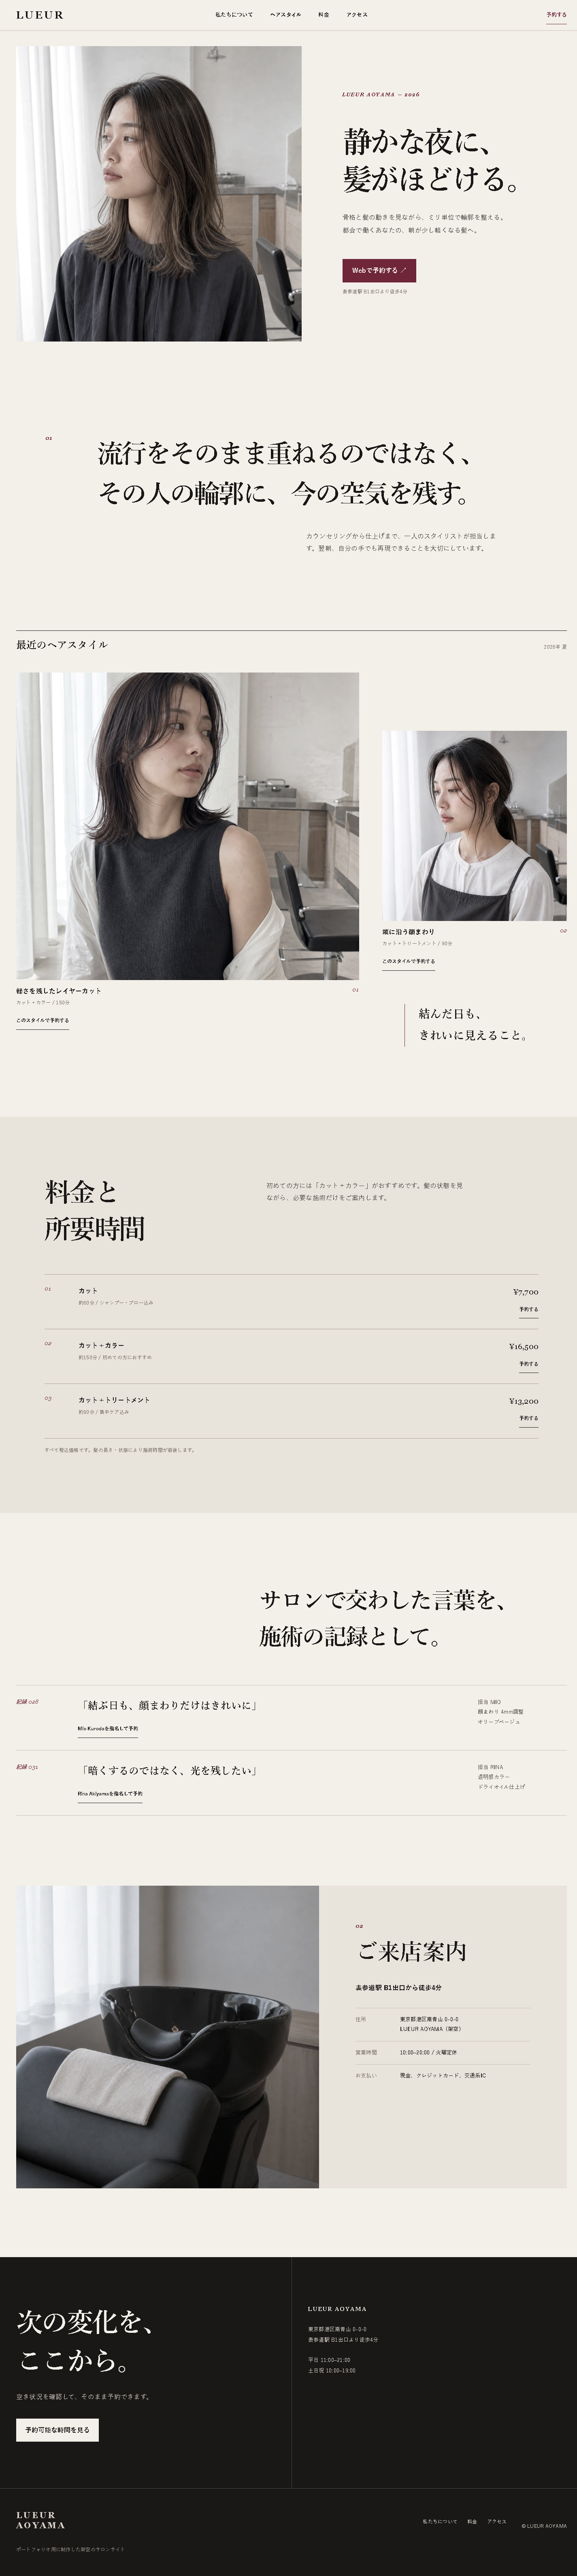 LUEUR
私たちについて
ヘアスタイル
料金
アクセス
予約する
LUEUR AOYAMA — 2026
静かな夜に、
髪がほどける。
骨格と髪の動きを見ながら、ミリ単位で輪郭を整える。
都会で働くあなたの、朝が少し軽くなる髪へ。
Webで予約する ↗
表参道駅 B1出口より徒歩4分
01
流行をそのまま重ねるのではなく、
その人の輪郭に、今の空気を残す。
カウンセリングから仕上げまで、一人のスタイリストが担当しま
す。翌朝、自分の手でも再現できることを大切にしています。
最近のヘアスタイル
2026年 夏
軽さを残したレイヤーカット
01
カット＋カラー / 150分
このスタイルで予約する
頬に沿う顔まわり
02
カット＋トリートメント / 90分
このスタイルで予約する
結んだ日も、
きれいに見えること。
料金と
所要時間
初めての方には「カット＋カラー」がおすすめです。髪の状態を見
ながら、必要な施術だけをご案内します。
01
カット
約60分 / シャンプー・ブロー込み
¥7,700
予約する
02
カット＋カラー
約150分 / 初めての方におすすめ
¥16,500
予約する
03
カット＋トリートメント
約90分 / 集中ケア込み
¥13,200
予約する
すべて税込価格です。髪の長さ・状態により施術時間が前後します。
サロンで交わした言葉を、
施術の記録として。
記録 028
「結ぶ日も、顔まわりだけはきれいに」
Mio Kurodaを指名して予約
担当 MIO
顔まわり 4mm調整
オリーブベージュ
記録 031
「暗くするのではなく、光を残したい」
Rina Akiyamaを指名して予約
担当 RINA
透明感カラー
ドライオイル仕上げ
02
ご来店案内
表参道駅 B1出口から徒歩4分
住所
東京都港区南青山 0-0-0
LUEUR AOYAMA（架空）
営業時間
10:00–20:00 / 火曜定休
お支払い
現金、クレジットカード、交通系IC
次の変化を、
ここから。
空き状況を確認して、そのまま予約できます。
予約可能な時間を見る
LUEUR AOYAMA
東京都港区南青山 0-0-0
表参道駅 B1出口より徒歩4分
平日 11:00–21:00
土日祝 10:00–19:00
LUEUR
AOYAMA
ポートフォリオ用に制作した架空のサロンサイト
私たちについて
料金
アクセス
© LUEUR AOYAMA